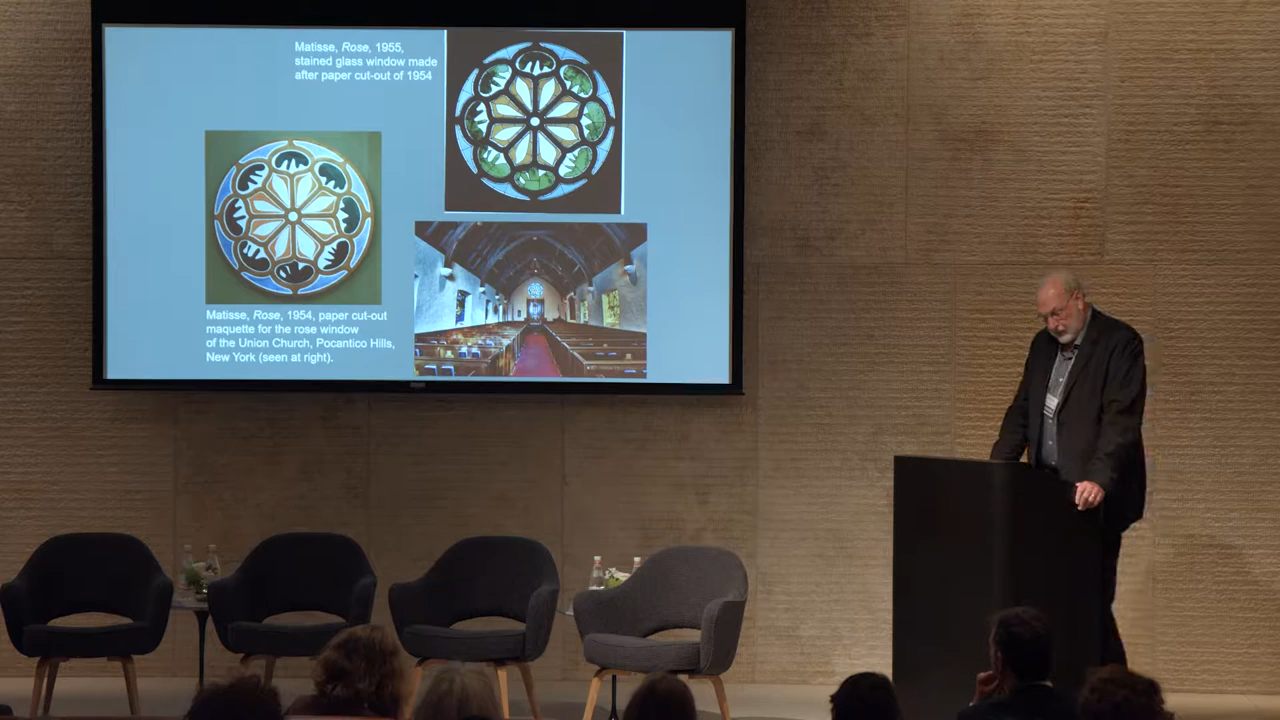 Matisse, Rose, 1955,
stained glass window made
after paper cut-out of 1954
Matisse, Rose, 1954, paper cut-out
maquette for the rose window
of the Union Church, Pocantico Hills,
New York (seen at right).